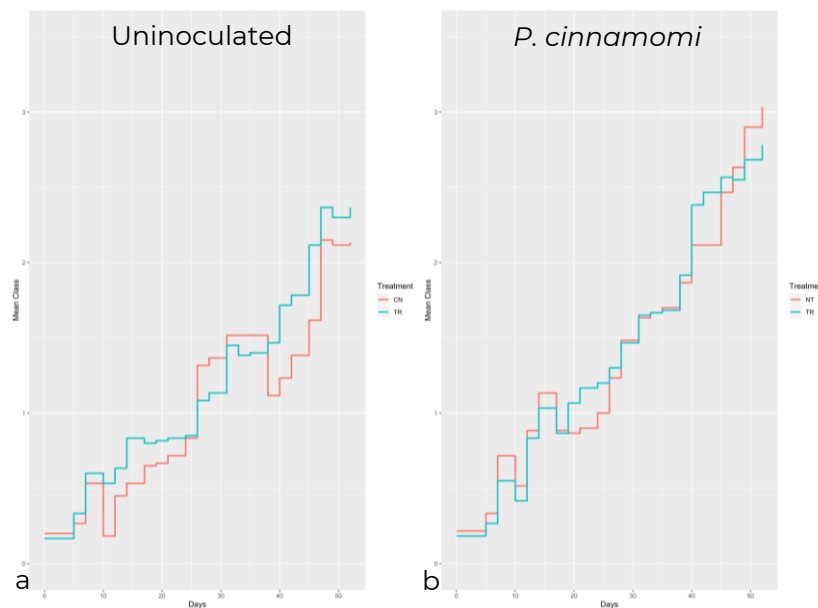 Uninoculated
P. cinnamomi
3
2
1
0
Mean Class
0
10
20
30
40
50
Days
Treatment
CN
TR
a
3
2
1
0
Mean Class
0
10
20
30
40
50
Days
Treatme
NT
TR
b